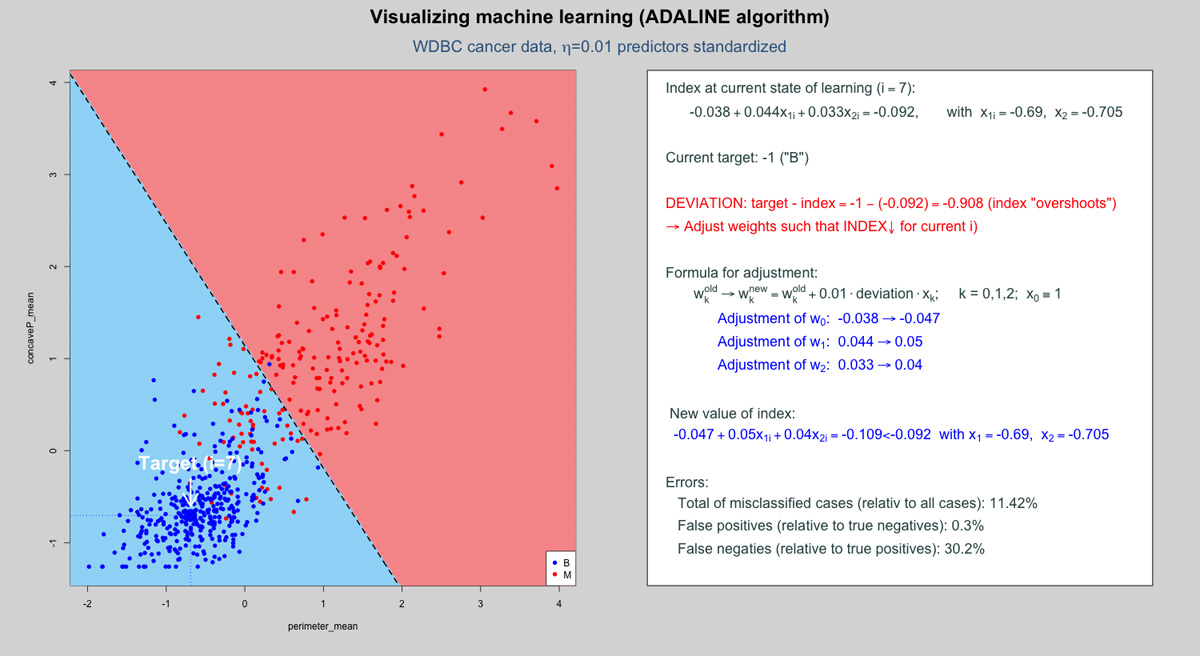 Visualizing machine learning (ADALINE algorithm)
WDBC cancer data, η=0.01 predictors standardized
concaveP_mean
4
3
2
1
0
-1
Target (i=7)
B
M
-2 -1 0 1 2 3 4
perimeter_mean
Index at current state of learning (i = 7):
-0.038 + 0.044x₁ᵢ + 0.033x₂ᵢ = -0.092, with x₁ᵢ = -0.69, x₂ = -0.705
Current target: -1 ("B")
DEVIATION: target - index = -1 − (-0.092) = -0.908 (index "overshoots")
→ Adjust weights such that INDEX↓ for current i)
Formula for adjustment:
wₖ^old → wₖ^new = wₖ^old + 0.01 · deviation · xₖ; k = 0,1,2; x₀ ≡ 1
Adjustment of w₀: -0.038 → -0.047
Adjustment of w₁: 0.044 → 0.05
Adjustment of w₂: 0.033 → 0.04
New value of index:
-0.047 + 0.05x₁ᵢ + 0.04x₂ᵢ = -0.109<-0.092 with x₁ = -0.69, x₂ = -0.705
Errors:
Total of misclassified cases (relativ to all cases): 11.42%
False positives (relative to true negatives): 0.3%
False negaties (relative to true positives): 30.2%